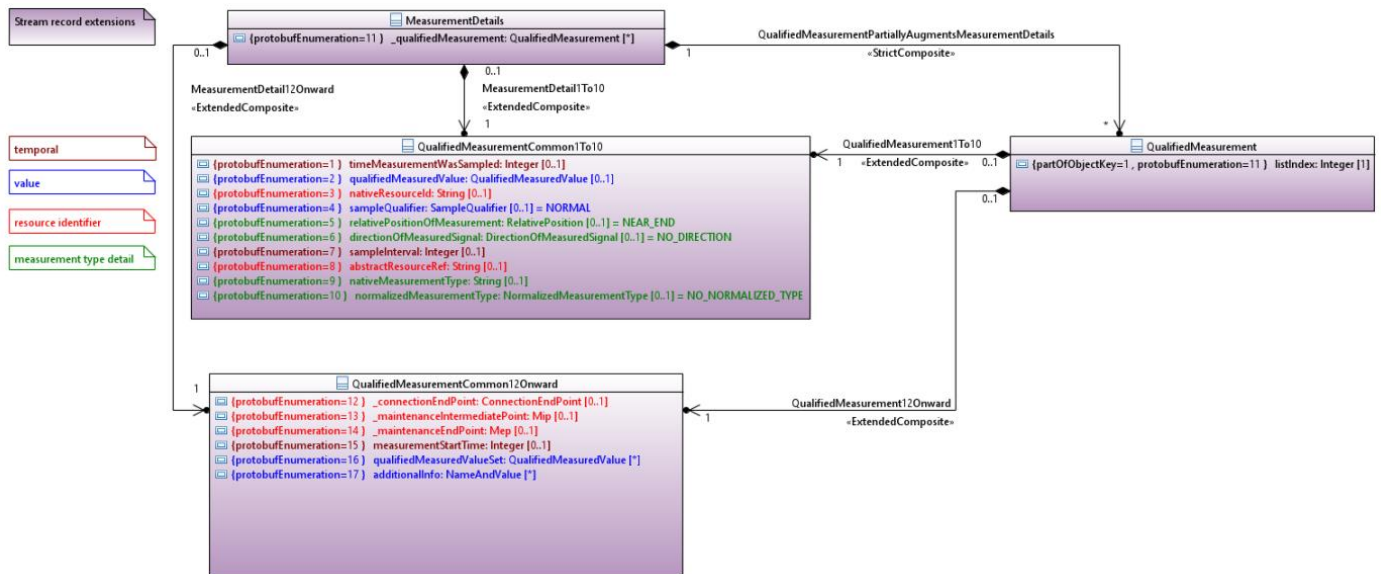 Stream record extensions
MeasurementDetails
{protobufEnumeration=11 } _qualifiedMeasurement: QualifiedMeasurement [*]
QualifiedMeasurementPartiallyAugmentsMeasurementDetails
«StrictComposite»
0..1
0..1
1
MeasurementDetail12Onward
«ExtendedComposite»
MeasurementDetail1To10
«ExtendedComposite»
1
*
temporal
value
resource identifier
measurement type detail
QualifiedMeasurementCommon1To10
{protobufEnumeration=1 } timeMeasurementWasSampled: Integer [0..1]
{protobufEnumeration=2 } qualifiedMeasuredValue: QualifiedMeasuredValue [0..1]
{protobufEnumeration=3 } nativeResourceId: String [0..1]
{protobufEnumeration=4 } sampleQualifier: SampleQualifier [0..1] = NORMAL
{protobufEnumeration=5 } relativePositionOfMeasurement: RelativePosition [0..1] = NEAR_END
{protobufEnumeration=6 } directionOfMeasuredSignal: DirectionOfMeasuredSignal [0..1] = NO_DIRECTION
{protobufEnumeration=7 } sampleInterval: Integer [0..1]
{protobufEnumeration=8 } abstractResourceRef: String [0..1]
{protobufEnumeration=9 } nativeMeasurementType: String [0..1]
{protobufEnumeration=10 } normalizedMeasurementType: NormalizedMeasurementType [0..1] = NO_NORMALIZED_TYPE
QualifiedMeasurement1To10
1
«ExtendedComposite»
0..1
QualifiedMeasurement
{partOfObjectKey=1 , protobufEnumeration=11 } listIndex: Integer [1]
0..1
1
QualifiedMeasurementCommon12Onward
{protobufEnumeration=12 } _connectionEndPoint: ConnectionEndPoint [0..1]
{protobufEnumeration=13 } _maintenanceIntermediatePoint: Mip [0..1]
{protobufEnumeration=14 } _maintenanceEndPoint: Mep [0..1]
{protobufEnumeration=15 } measurementStartTime: Integer [0..1]
{protobufEnumeration=16 } qualifiedMeasuredValueSet: QualifiedMeasuredValue [*]
{protobufEnumeration=17 } additionalInfo: NameAndValue [*]
QualifiedMeasurement12Onward
1
«ExtendedComposite»